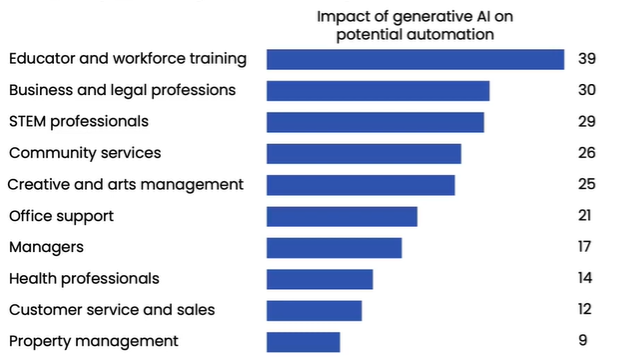 Impact of generative AI on
potential automation
Educator and workforce training 39
Business and legal professions 30
STEM professionals 29
Community services 26
Creative and arts management 25
Office support 21
Managers 17
Health professionals 14
Customer service and sales 12
Property management 9